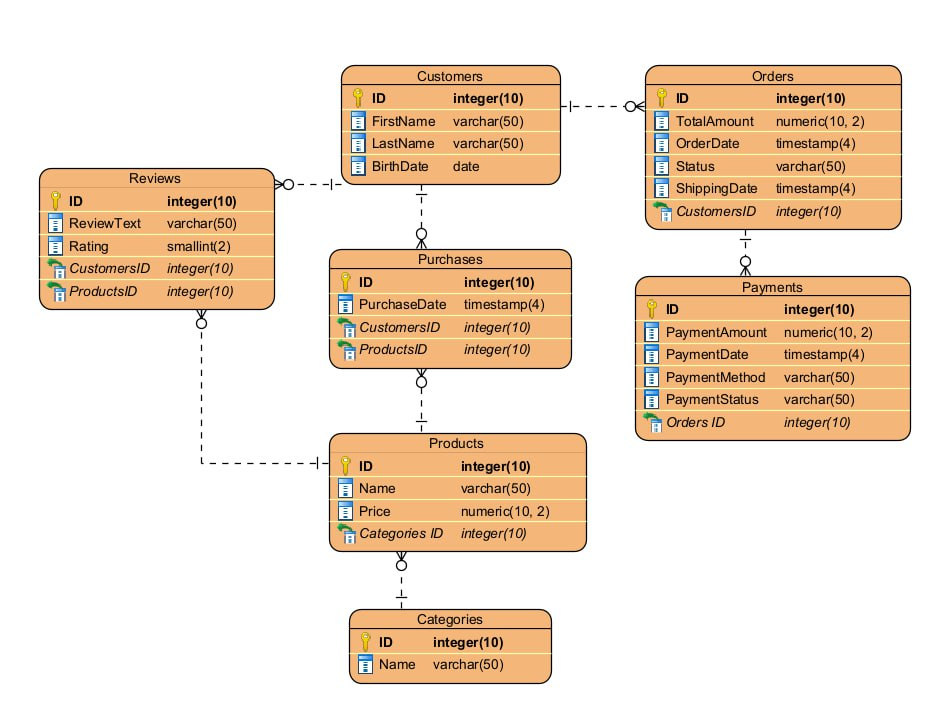 Customers
ID integer(10)
FirstName varchar(50)
LastName varchar(50)
BirthDate date
Orders
ID integer(10)
TotalAmount numeric(10, 2)
OrderDate timestamp(4)
Status varchar(50)
ShippingDate timestamp(4)
CustomersID integer(10)
Reviews
ID integer(10)
ReviewText varchar(50)
Rating smallint(2)
CustomersID integer(10)
ProductsID integer(10)
Purchases
ID integer(10)
PurchaseDate timestamp(4)
CustomersID integer(10)
ProductsID integer(10)
Payments
ID integer(10)
PaymentAmount numeric(10, 2)
PaymentDate timestamp(4)
PaymentMethod varchar(50)
PaymentStatus varchar(50)
Orders ID integer(10)
Products
ID integer(10)
Name varchar(50)
Price numeric(10, 2)
Categories ID integer(10)
Categories
ID integer(10)
Name varchar(50)